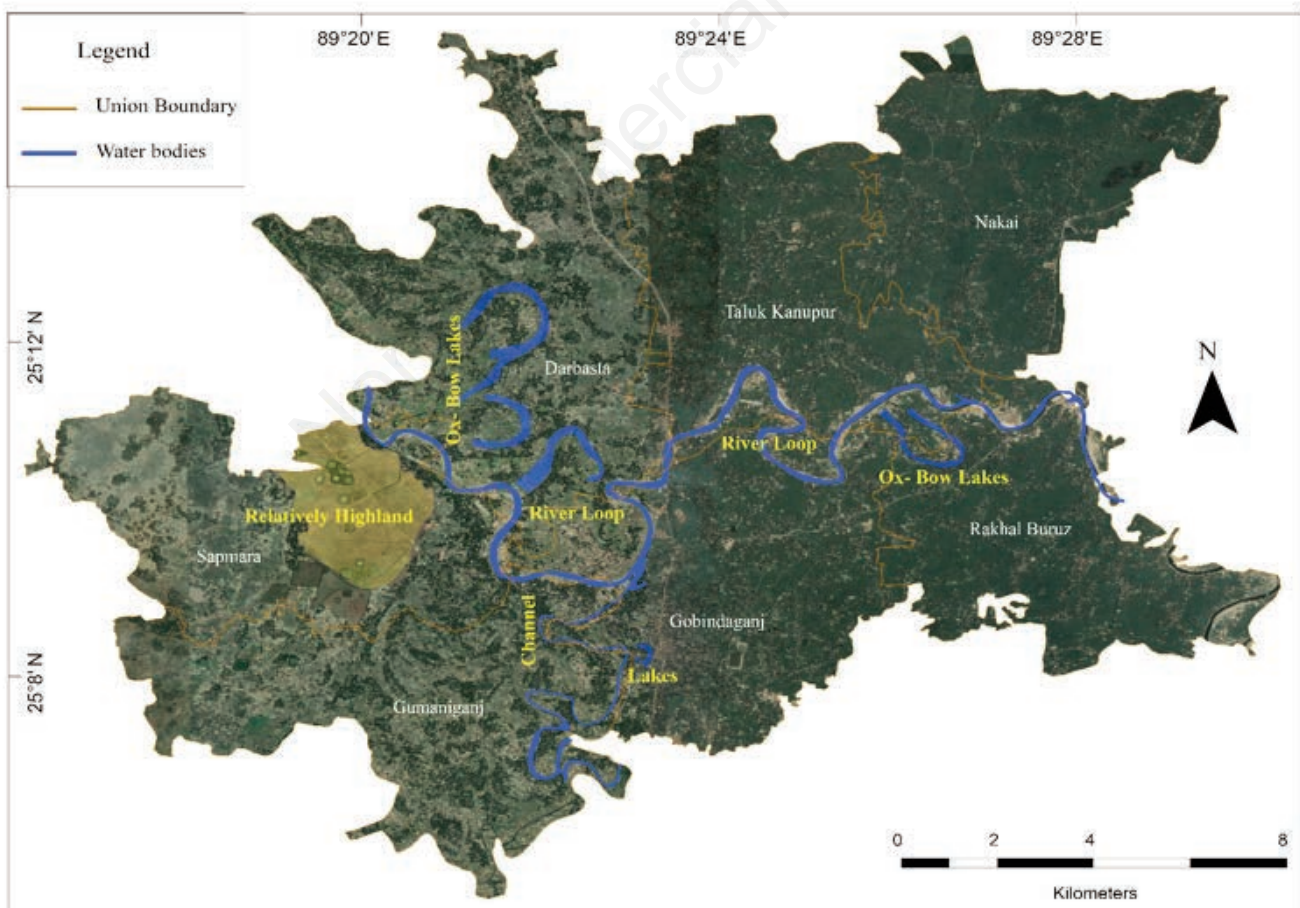 Legend
Union Boundary
Water bodies
89°20'E
89°24'E
89°28'E
25°12' N
25°8' N
N
Nakai
Taluk Kanupur
Darbasta
Ox- Bow Lakes
River Loop
Ox- Bow Lakes
Relatively Highland
River Loop
Sapmara
Rakhal Buruz
Channel
Gobindaganj
Lakes
Gumaniganj
0 2 4 8
Kilometers